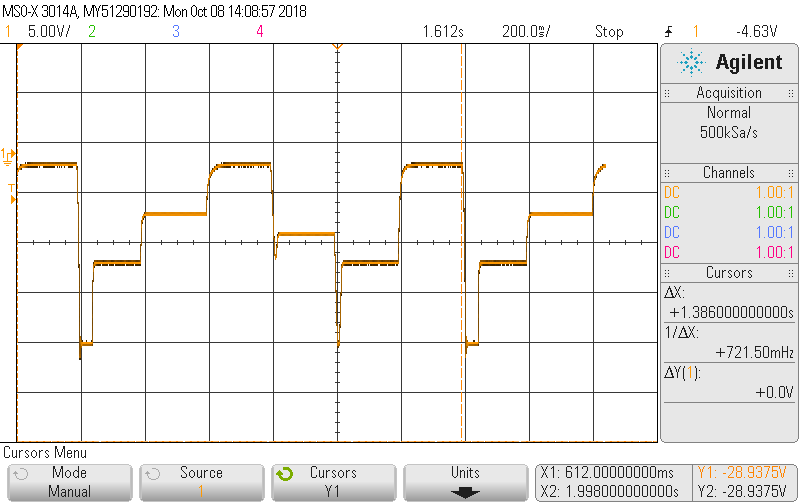 MSO-X 3014A, MY51290192: Mon Oct 08 14:08:57 2018
1 5.00V/ 2 3 4 1.612s 200.0ms/ Stop 1 -4.63V
Agilent
Acquisition
Normal
500kSa/s
Channels
DC 1.00:1
DC 1.00:1
DC 1.00:1
DC 1.00:1
Cursors
ΔX:
+1.386000000000s
1/ΔX:
+721.50mHz
ΔY(1):
+0.0V
1
T
Cursors Menu
Mode
Manual
Source
1
Cursors
Y1
Units
X1: 612.00000000ms
X2: 1.998000000000s
Y1: -28.9375V
Y2: -28.9375V